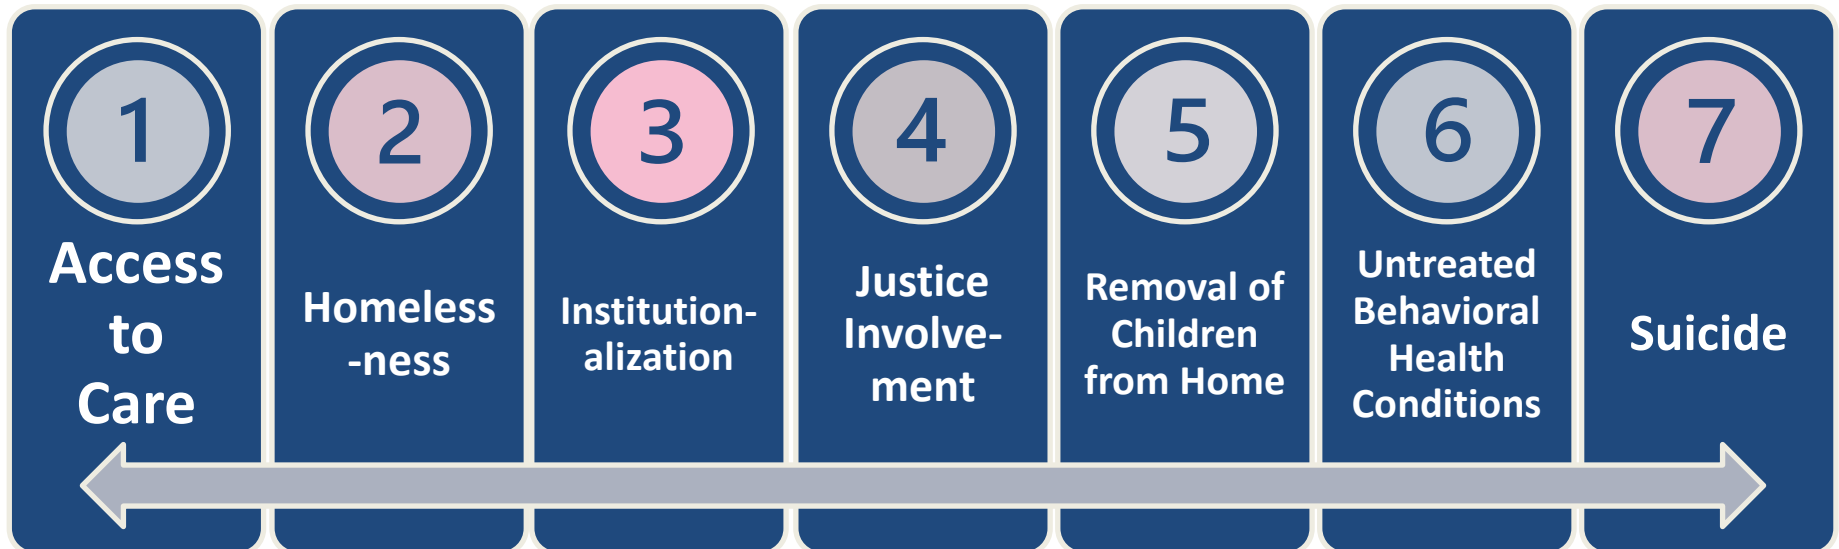 1
Access
to
Care
2
Homeless
-ness
3
Institution-
alization
4
Justice
Involve-
ment
5
Removal of
Children
from Home
6
Untreated
Behavioral
Health
Conditions
7
Suicide